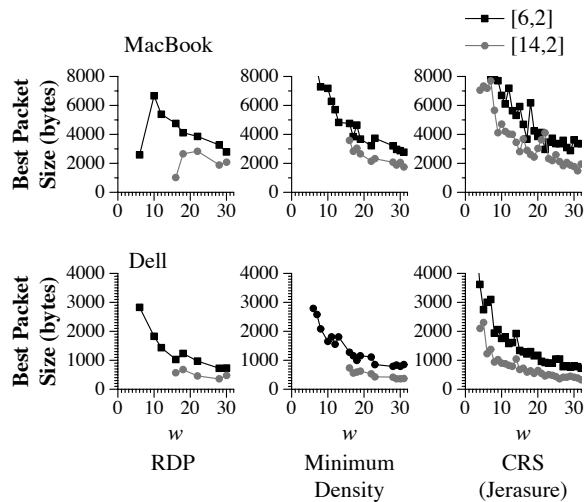 [6,2]
[14,2]
MacBook
Best Packet
Size (bytes)
8000
6000
4000
2000
0
0 10 20 30
8000
6000
4000
2000
0
0 10 20 30
8000
6000
4000
2000
0
0 10 20 30
Dell
Best Packet
Size (bytes)
4000
3000
2000
1000
0
0 10 20 30
w
RDP
4000
3000
2000
1000
0
0 10 20 30
w
Minimum
Density
4000
3000
2000
1000
0
0 10 20 30
w
CRS
(Jerasure)